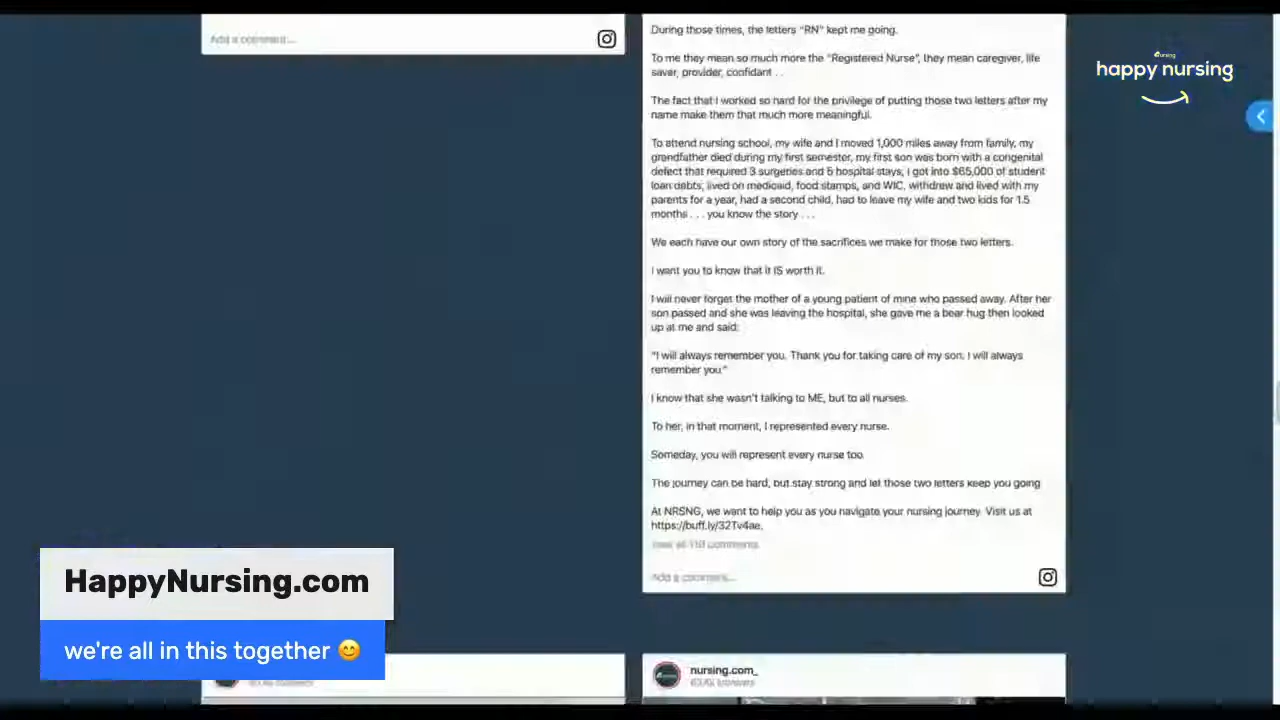 Add a comment...
During those times, the letters "RN" kept me going.
To me they mean so much more the "Registered Nurse", they mean caregiver, life
saver, provider, confidant . .
The fact that I worked so hard for the privilege of putting those two letters after my
name make them that much more meaningful.
To attend nursing school, my wife and I moved 1,000 miles away from family, my
grandfather died during my first semester, my first son was born with a congenital
defect that required 3 surgeries and 5 hospital stays, I got into $65,000 of student
loan debts, lived on medicaid, food stamps, and WIC, withdrew and lived with my
parents for a year, had a second child, had to leave my wife and two kids for 1.5
months . . . you know the story . . .
We each have our own story of the sacrifices we make for those two letters.
I want you to know that it IS worth it.
I will never forget the mother of a young patient of mine who passed away. After her
son passed and she was leaving the hospital, she gave me a bear hug then looked
up at me and said:
"I will always remember you. Thank you for taking care of my son. I will always
remember you."
I know that she wasn't talking to ME, but to all nurses.
To her, in that moment, I represented every nurse.
Someday, you will represent every nurse too.
The journey can be hard, but stay strong and let those two letters keep you going
At NRSNG, we want to help you as you navigate your nursing journey. Visit us at
https://buff.ly/32Tv4ae.
View all comments
Add a comment...
happy nursing
HappyNursing.com
we're all in this together 😊
nursing.com_
followers